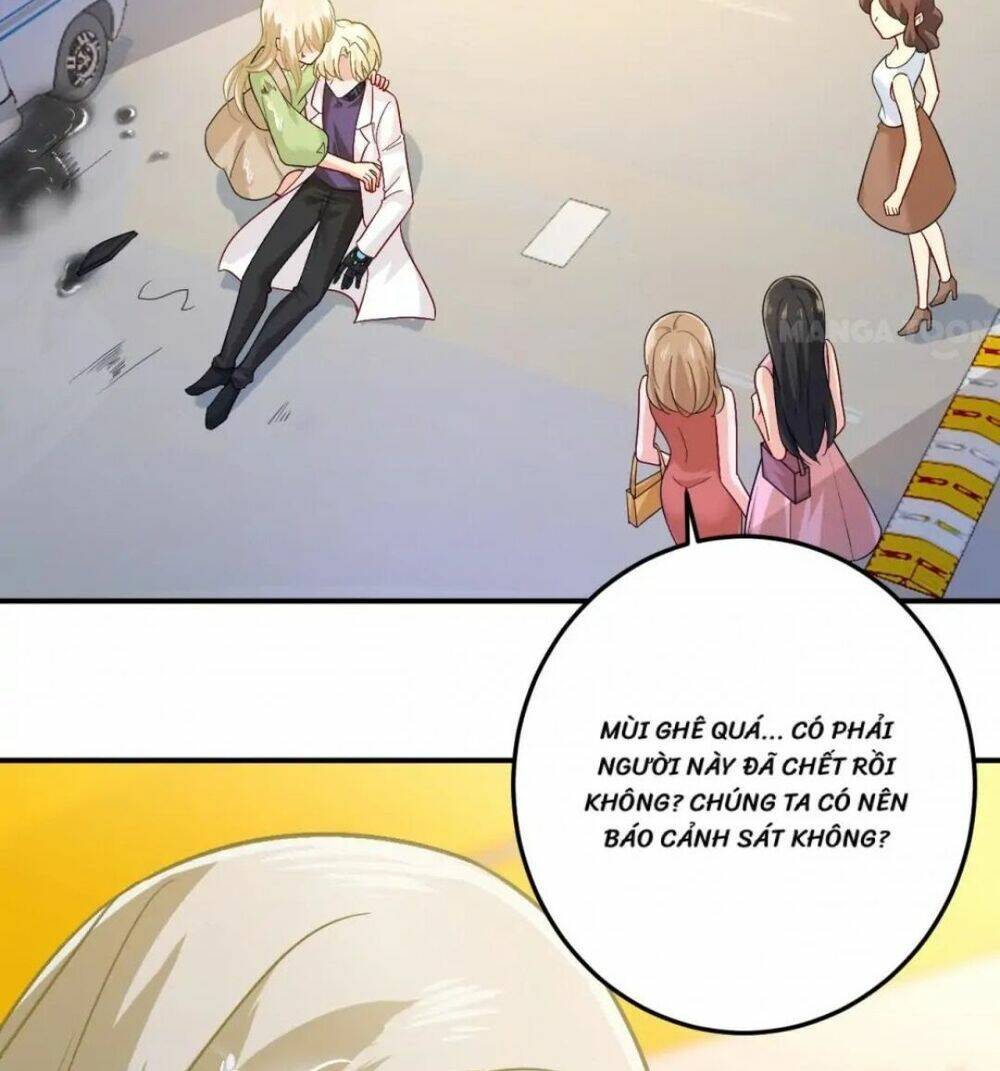 MANGATOON
MÙI GHÊ QUÁ... CÓ PHẢI
NGƯỜI NÀY ĐÃ CHẾT RỒI
KHÔNG? CHÚNG TA CÓ NÊN
BÁO CẢNH SÁT KHÔNG?